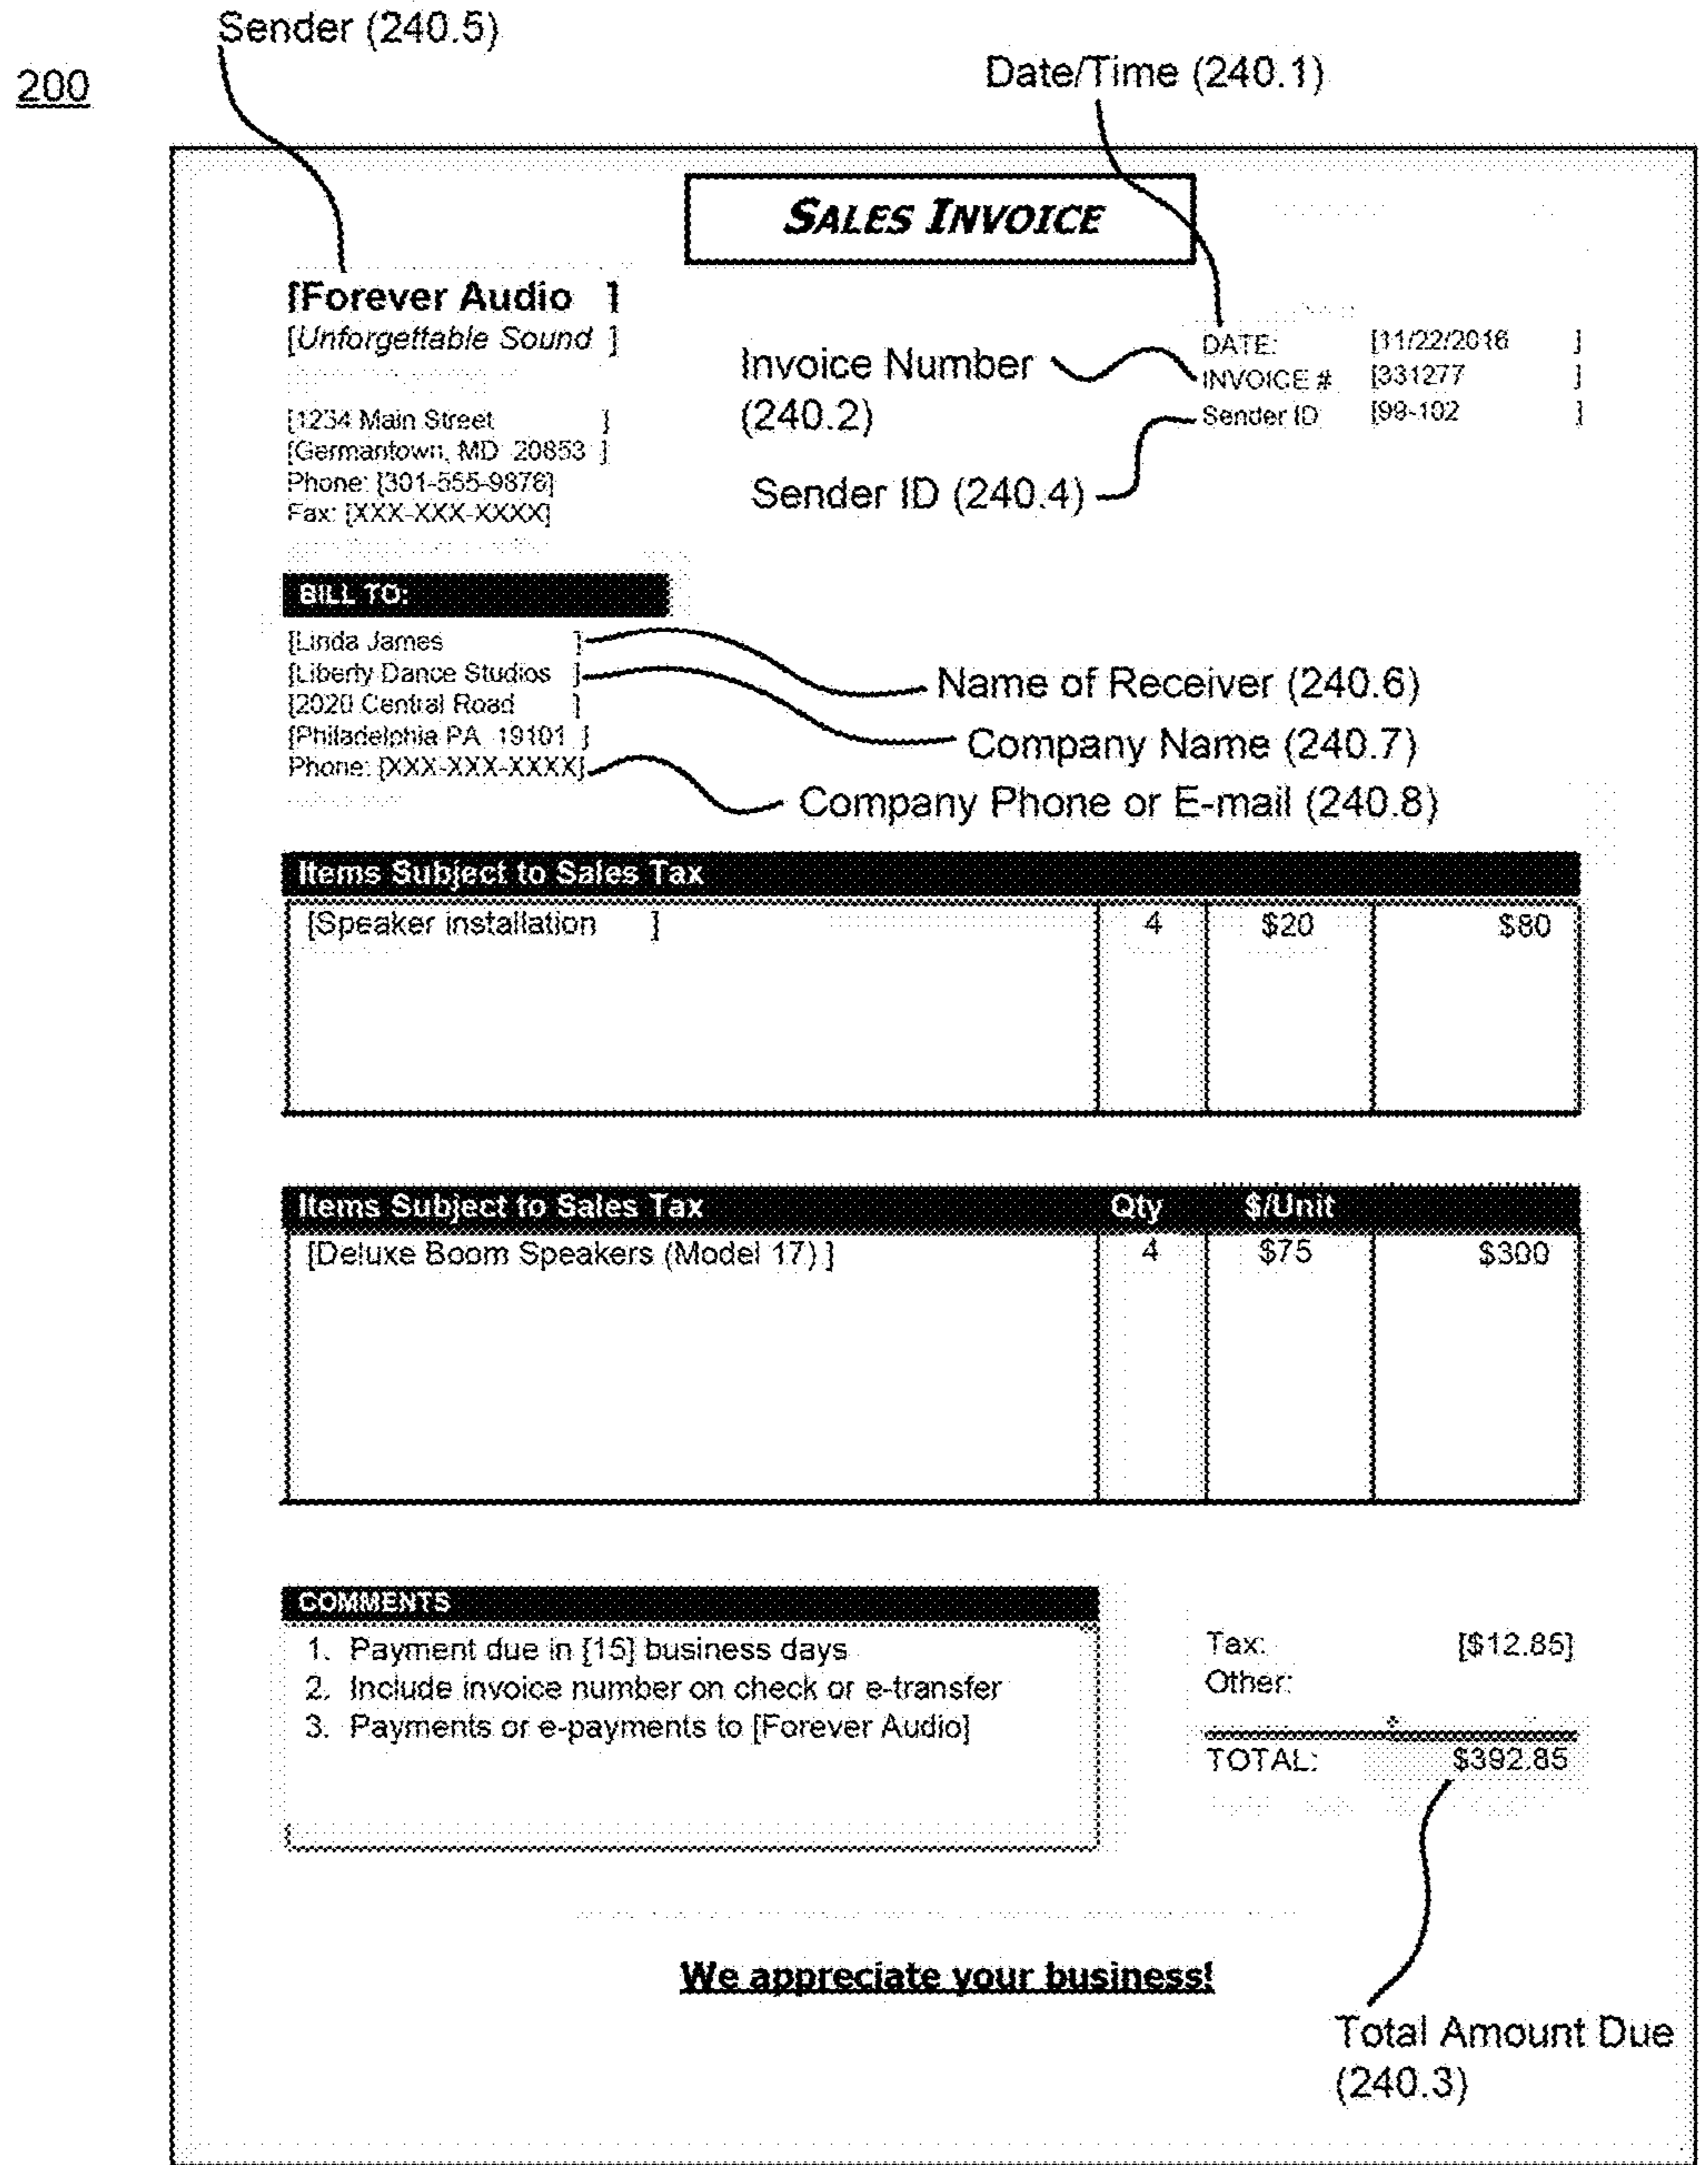 Sender (240.5)
200
Date/Time (240.1)
SALES INVOICE
[Forever Audio ]
[Unforgettable Sound ]
DATE: [11/22/2016 ]
Invoice Number
(240.2)
INVOICE # [331277 ]
Sender ID [99-102 ]
[1234 Main Street ]
[Germantown, MD 20853 ]
Phone: [301-555-9876]
Fax: [XXX-XXX-XXXX]
Sender ID (240.4)
BILL TO:
[Linda James ]
[Liberty Dance Studios ]
[2020 Central Road ]
[Philadelphia PA 19101 ]
Phone: [XXX-XXX-XXXX]
Name of Receiver (240.6)
Company Name (240.7)
Company Phone or E-mail (240.8)
Items Subject to Sales Tax
[Speaker installation ] 4 $20 $80
Items Subject to Sales Tax Qty $/Unit
[Deluxe Boom Speakers (Model 17) ] 4 $75 $300
COMMENTS
1. Payment due in [15] business days
2. Include invoice number on check or e-transfer
3. Payments or e-payments to [Forever Audio]
Tax: [$12.85]
Other:
TOTAL: $392.85
We appreciate your business!
Total Amount Due
(240.3)